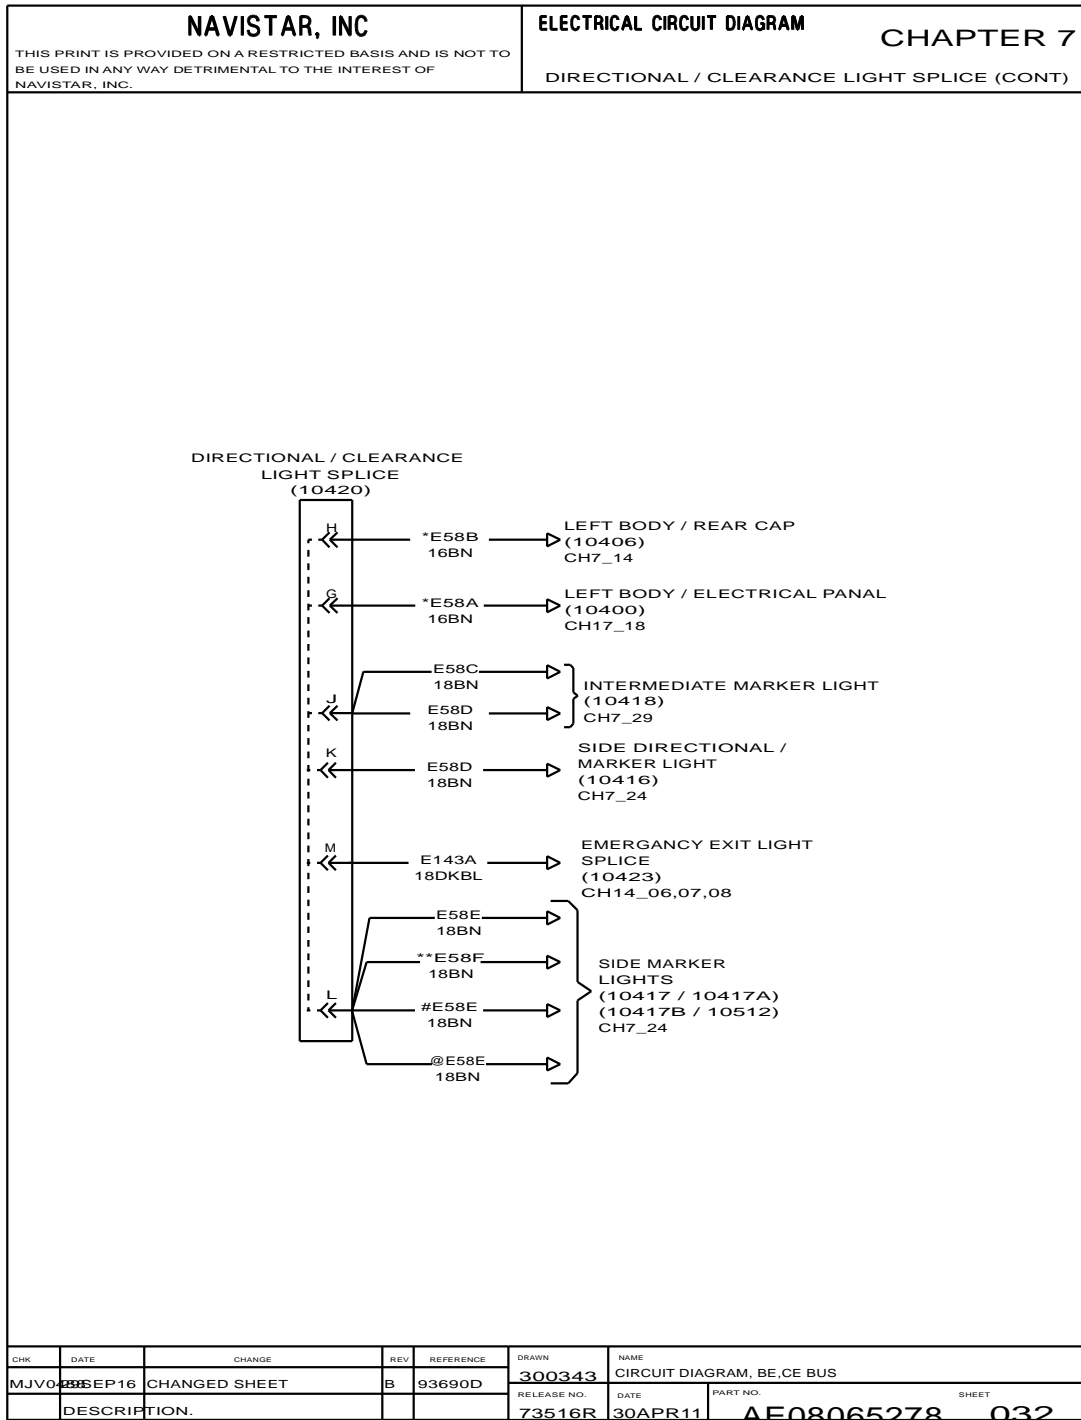 NAVISTAR, INC
THIS PRINT IS PROVIDED ON A RESTRICTED BASIS AND IS NOT TO
BE USED IN ANY WAY DETRIMENTAL TO THE INTEREST OF
NAVISTAR, INC.
ELECTRICAL CIRCUIT DIAGRAM
CHAPTER 7
DIRECTIONAL / CLEARANCE LIGHT SPLICE (CONT)
DIRECTIONAL / CLEARANCE
LIGHT SPLICE
(10420)
H
*E58B
16BN
LEFT BODY / REAR CAP
(10406)
CH7_14
G
*E58A
16BN
LEFT BODY / ELECTRICAL PANAL
(10400)
CH17_18
J
E58C
18BN
E58D
18BN
INTERMEDIATE MARKER LIGHT
(10418)
CH7_29
K
E58D
18BN
SIDE DIRECTIONAL /
MARKER LIGHT
(10416)
CH7_24
M
E143A
18DKBL
EMERGANCY EXIT LIGHT
SPLICE
(10423)
CH14_06,07,08
L
E58E
18BN
**E58F
18BN
#E58E
18BN
@E58E
18BN
SIDE MARKER
LIGHTS
(10417 / 10417A)
(10417B / 10512)
CH7_24
CHK DATE CHANGE REV REFERENCE
CHANGED SHEET B 93690D
DESCRIPTION.
DRAWN
300343
NAME
CIRCUIT DIAGRAM, BE,CE BUS
RELEASE NO.
73516R
DATE
30APR11
PART NO.
AE08065278
SHEET
032